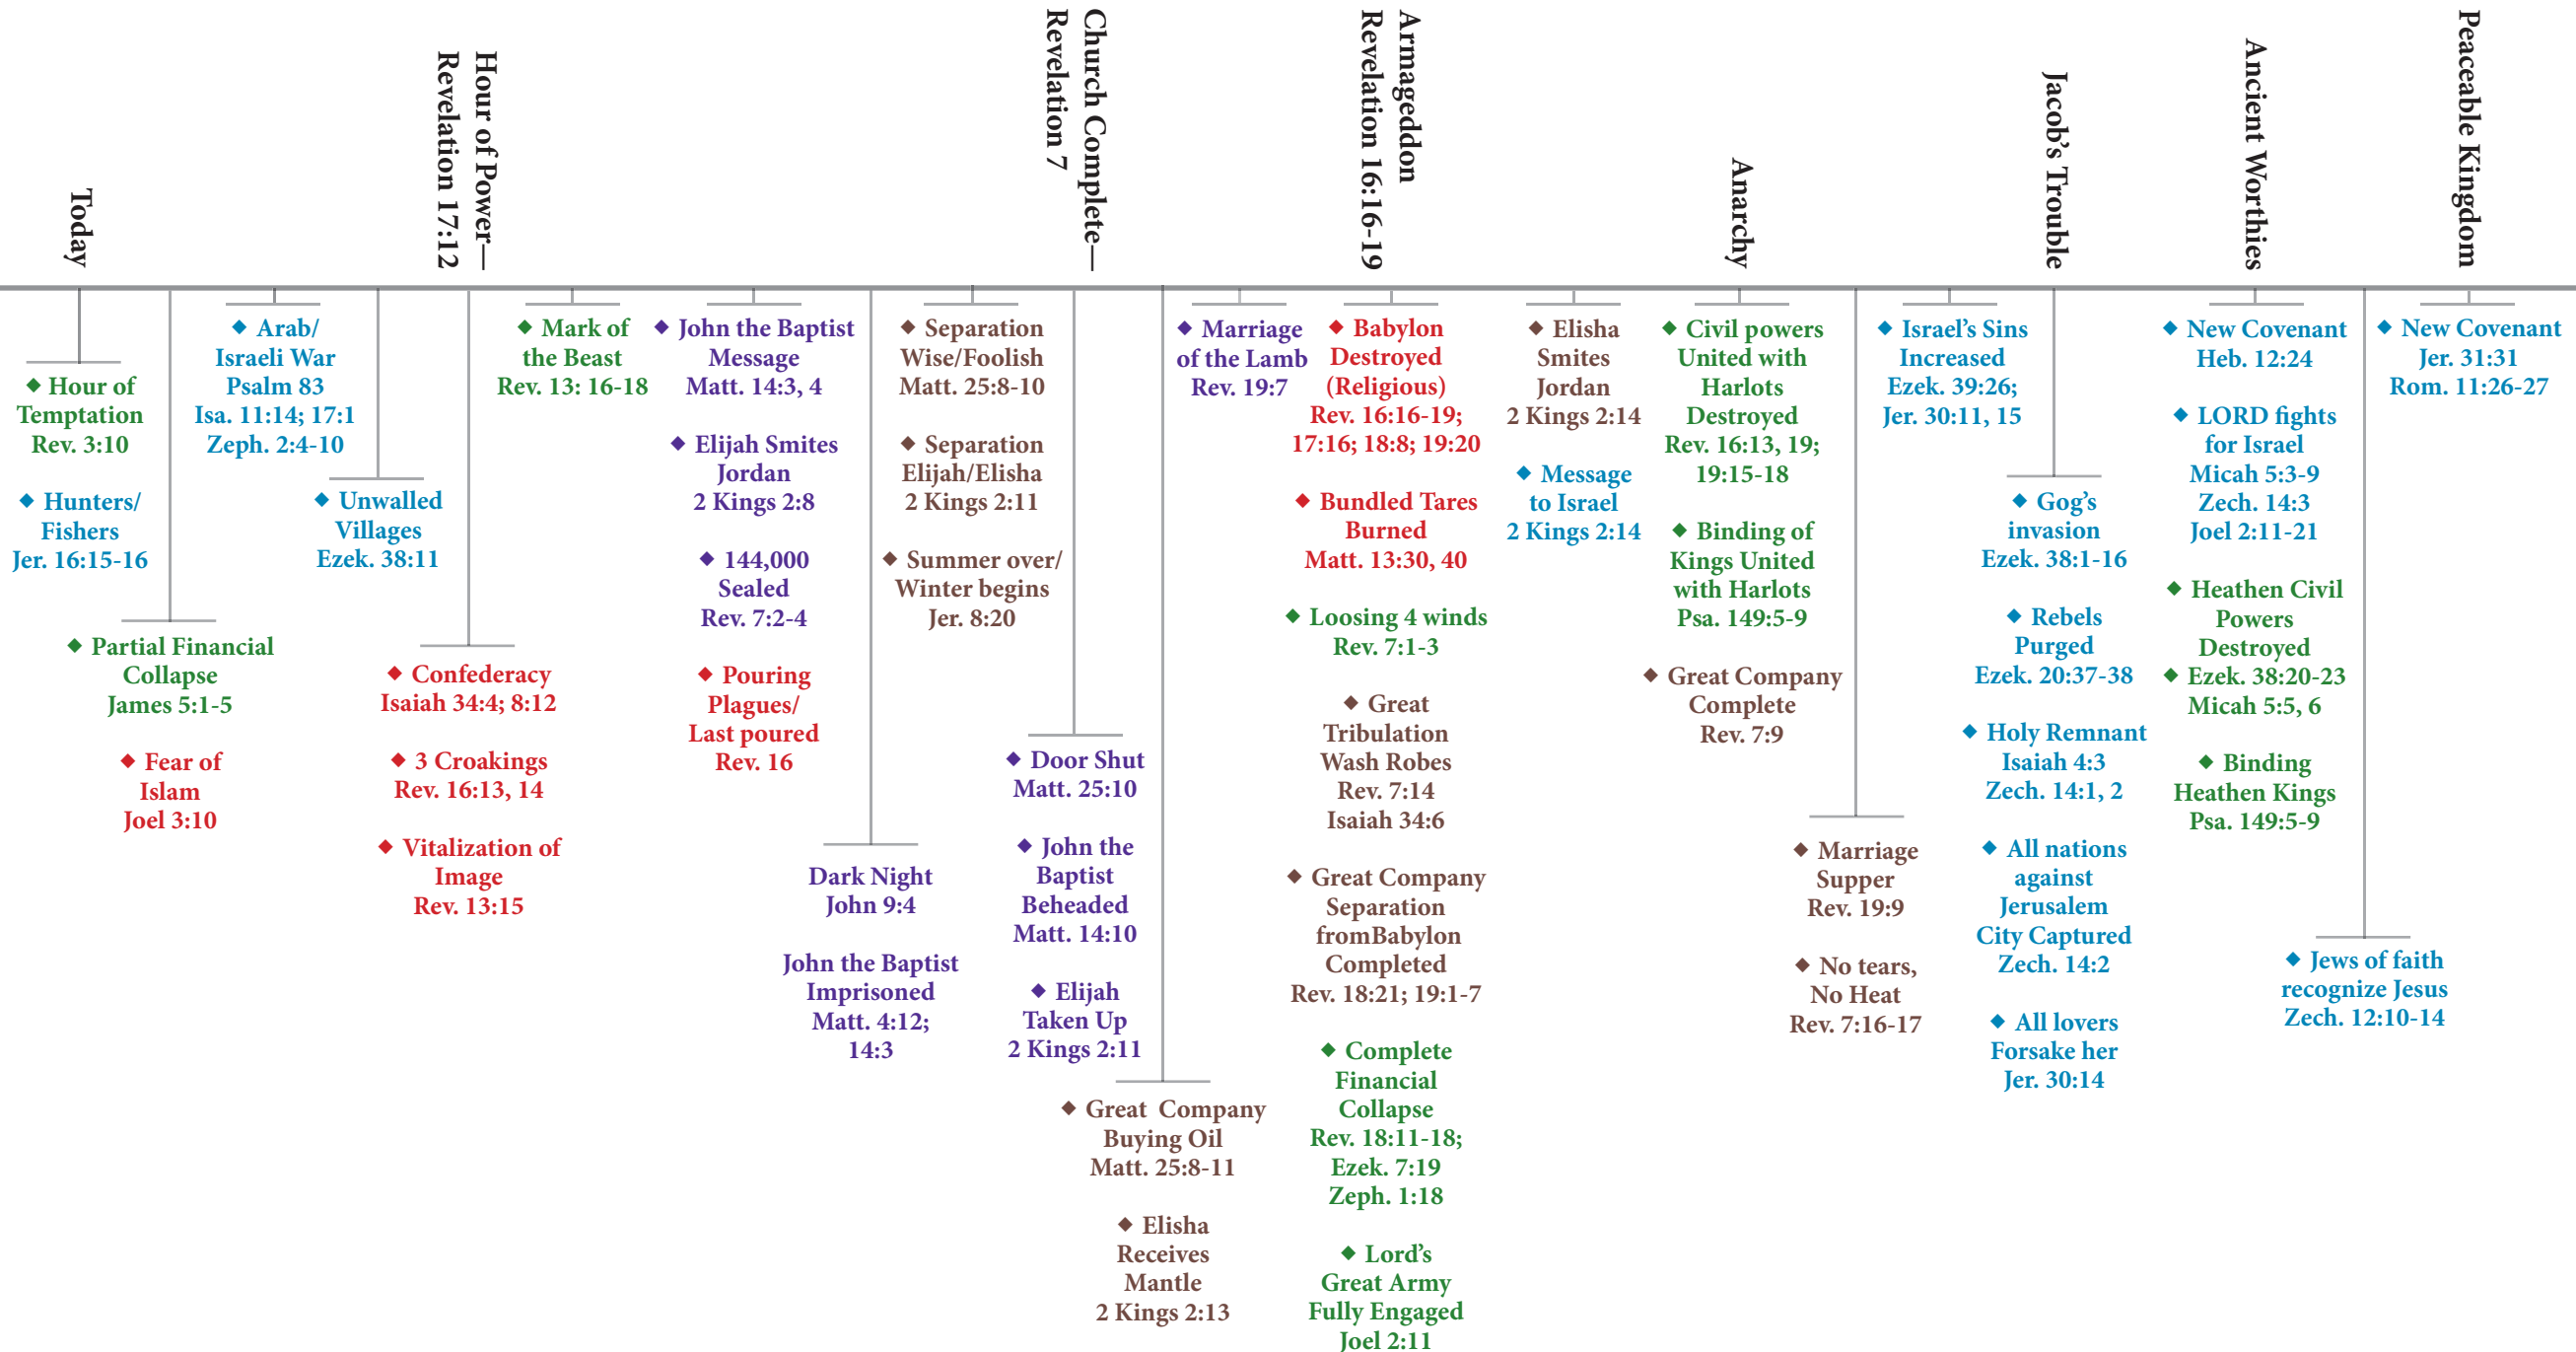 Today
Hour of Power—
Revelation 17:12
Church Complete—
Revelation 7
Armageddon
Revelation 16:16-19
Anarchy
Jacob’s Trouble
Ancient Worthies
Peaceable Kingdom
◆ Hour of
Temptation
Rev. 3:10
◆ Hunters/
Fishers
Jer. 16:15-16
◆ Partial Financial
Collapse
James 5:1-5
◆ Fear of
Islam
Joel 3:10
◆ Arab/
Israeli War
Psalm 83
Isa. 11:14; 17:1
Zeph. 2:4-10
◆ Unwalled
Villages
Ezek. 38:11
◆ Confederacy
Isaiah 34:4; 8:12
◆ 3 Croakings
Rev. 16:13, 14
◆ Vitalization of
Image
Rev. 13:15
◆ Mark of
the Beast
Rev. 13: 16-18
◆ John the Baptist
Message
Matt. 14:3, 4
◆ Elijah Smites
Jordan
2 Kings 2:8
◆ 144,000
Sealed
Rev. 7:2-4
◆ Pouring
Plagues/
Last poured
Rev. 16
Dark Night
John 9:4
John the Baptist
Imprisoned
Matt. 4:12;
14:3
◆ Separation
Wise/Foolish
Matt. 25:8-10
◆ Separation
Elijah/Elisha
2 Kings 2:11
◆ Summer over/
Winter begins
Jer. 8:20
◆ Door Shut
Matt. 25:10
◆ John the
Baptist
Beheaded
Matt. 14:10
◆ Elijah
Taken Up
2 Kings 2:11
◆ Great Company
Buying Oil
Matt. 25:8-11
◆ Elisha
Receives
Mantle
2 Kings 2:13
◆ Marriage
of the Lamb
Rev. 19:7
◆ Babylon
Destroyed
(Religious)
Rev. 16:16-19;
17:16; 18:8; 19:20
◆ Bundled Tares
Burned
Matt. 13:30, 40
◆ Loosing 4 winds
Rev. 7:1-3
◆ Great
Tribulation
Wash Robes
Rev. 7:14
Isaiah 34:6
◆ Great Company
Separation
fromBabylon
Completed
Rev. 18:21; 19:1-7
◆ Complete
Financial
Collapse
Rev. 18:11-18;
Ezek. 7:19
Zeph. 1:18
◆ Lord’s
Great Army
Fully Engaged
Joel 2:11
◆ Elisha
Smites
Jordan
2 Kings 2:14
◆ Message
to Israel
2 Kings 2:14
◆ Civil powers
United with
Harlots
Destroyed
Rev. 16:13, 19;
19:15-18
◆ Binding of
Kings United
with Harlots
Psa. 149:5-9
◆ Great Company
Complete
Rev. 7:9
◆ Marriage
Supper
Rev. 19:9
◆ No tears,
No Heat
Rev. 7:16-17
◆ Israel’s Sins
Increased
Ezek. 39:26;
Jer. 30:11, 15
◆ Gog’s
invasion
Ezek. 38:1-16
◆ Rebels
Purged
Ezek. 20:37-38
◆ Holy Remnant
Isaiah 4:3
Zech. 14:1, 2
◆ All nations
against
Jerusalem
City Captured
Zech. 14:2
◆ All lovers
Forsake her
Jer. 30:14
◆ New Covenant
Heb. 12:24
◆ LORD fights
for Israel
Micah 5:3-9
Zech. 14:3
Joel 2:11-21
◆ Heathen Civil
Powers
Destroyed
◆ Ezek. 38:20-23
Micah 5:5, 6
◆ Binding
Heathen Kings
Psa. 149:5-9
◆ Jews of faith
recognize Jesus
Zech. 12:10-14
◆ New Covenant
Jer. 31:31
Rom. 11:26-27